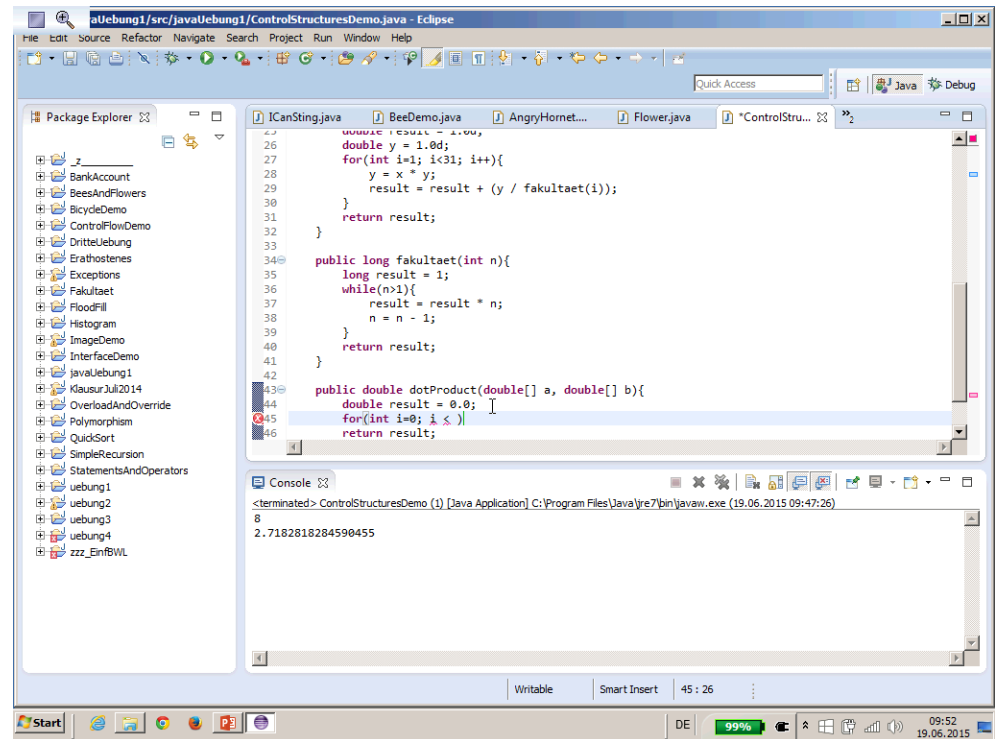 aUebung1/src/javaUebung1/ControlStructuresDemo.java - Eclipse
File Edit Source Refactor Navigate Search Project Run Window Help
Quick Access
Java
Debug
Package Explorer
_z_________
BankAccount
BeesAndFlowers
BicycleDemo
ControlFlowDemo
DritteUebung
Erathostenes
Exceptions
Fakultaet
FloodFill
Histogram
ImageDemo
InterfaceDemo
javaUebung1
KlausurJuli2014
OverloadAndOverride
Polymorphism
QuickSort
SimpleRecursion
StatementsAndOperators
uebung1
uebung2
uebung3
uebung4
zzz_EinfBWL
ICanSting.java
BeeDemo.java
AngryHornet....
Flower.java
*ControlStru...
»2
25 double result = 1.0d;
26 double y = 1.0d;
27 for(int i=1; i<31; i++){
28 y = x * y;
29 result = result + (y / fakultaet(i));
30 }
31 return result;
32 }
33
34 public long fakultaet(int n){
35 long result = 1;
36 while(n>1){
37 result = result * n;
38 n = n - 1;
39 }
40 return result;
41 }
42
43 public double dotProduct(double[] a, double[] b){
44 double result = 0.0;
45 for(int i=0; i < )
46 return result;
Console
<terminated> ControlStructuresDemo (1) [Java Application] C:\Program Files\Java\jre7\bin\javaw.exe (19.06.2015 09:47:26)
8
2.7182818284590455
Writable
Smart Insert
45 : 26
Start
DE
99%
09:52
19.06.2015